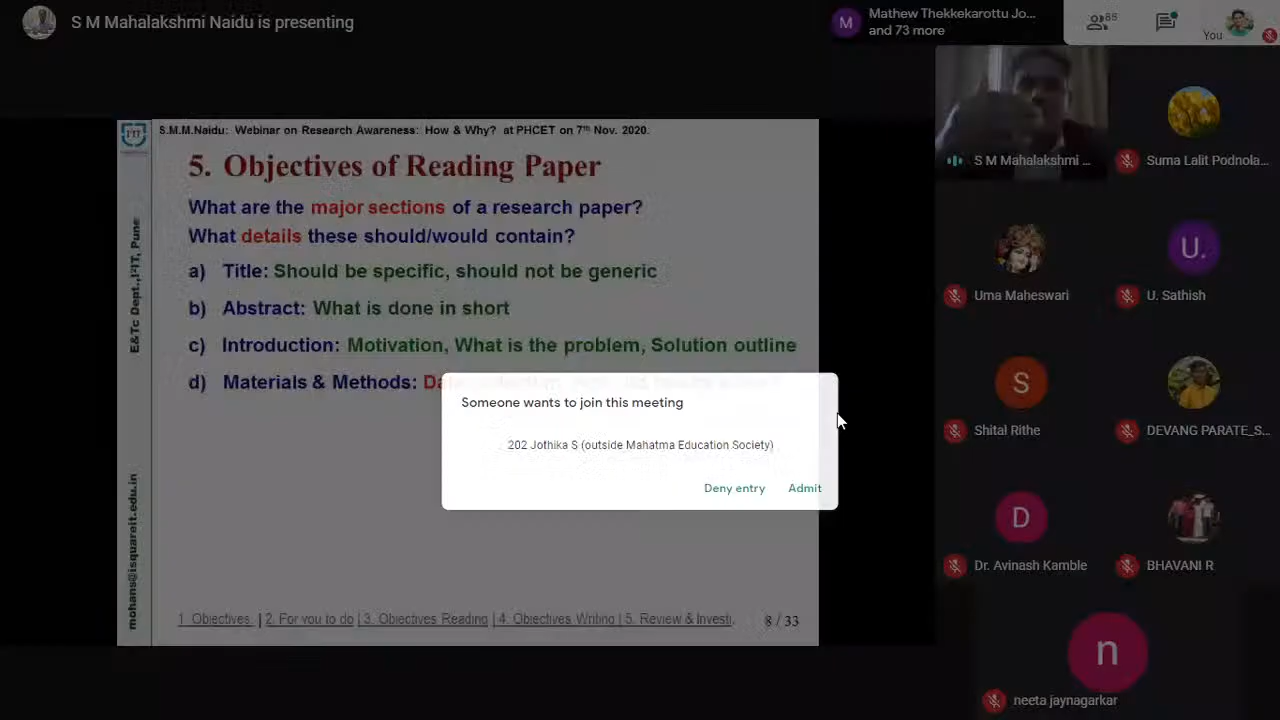 S M Mahalakshmi Naidu is presenting
M
Mathew Thekkekarottu Jo...
and 73 more
85
You
S.M.M.Naidu: Webinar on Research Awareness: How & Why? at PHCET on 7th Nov. 2020.
5. Objectives of Reading Paper
What are the major sections of a research paper?
What details these should/would contain?
a) Title: Should be specific, should not be generic
b) Abstract: What is done in short
c) Introduction: Motivation, What is the problem, Solution outline
d) Materials & Methods:
E&Tc Dept.,I²IT, Pune
mohans@isquareit.edu.in
1. Objectives. | 2. For you to do | 3. Objectives Reading | 4. Objectives Writing | 5. Review & Investi.
8 / 33
Someone wants to join this meeting
202 Jothika S (outside Mahatma Education Society)
Deny entry Admit
S M Mahalakshmi ...
Suma Lalit Podnola...
Uma Maheswari
U.
U. Sathish
S
Shital Rithe
DEVANG PARATE_S...
D
Dr. Avinash Kamble
BHAVANI R
n
neeta jaynagarkar